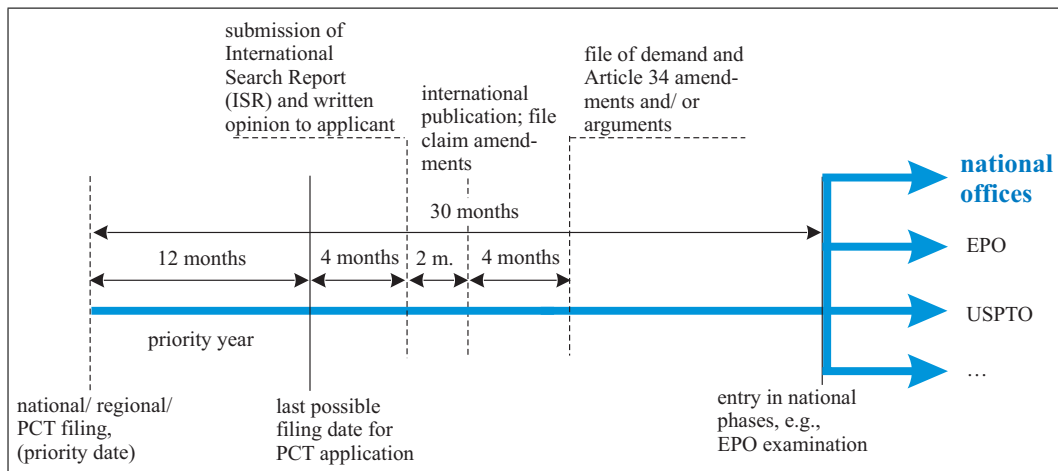 submission of
International
Search Report
(ISR) and written
opinion to applicant
international
publication; file
claim amend-
ments
file of demand and
Article 34 amend-
ments and/ or
arguments
national
offices
30 months
EPO
12 months
4 months
2 m.
4 months
USPTO
priority year
...
national/ regional/
PCT filing,
(priority date)
last possible
filing date for
PCT application
entry in national
phases, e.g.,
EPO examination